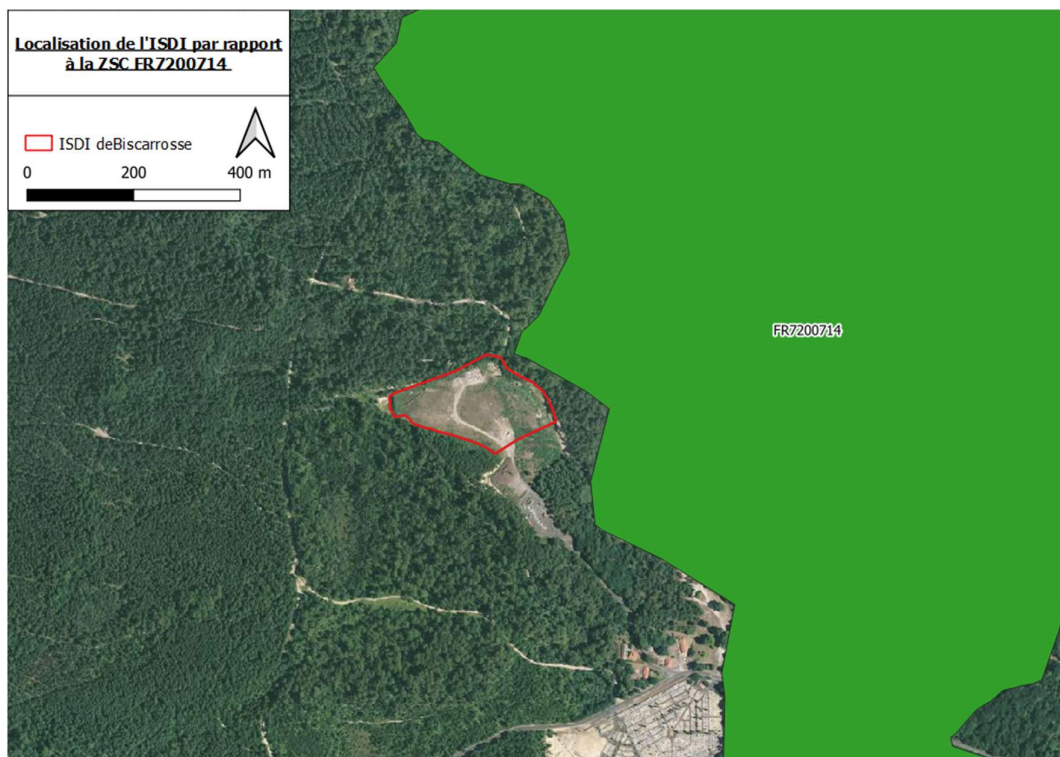 Localisation de l'ISDI par rapport
à la ZSC FR7200714
ISDI deBiscarrosse
0 200 400 m
FR7200714